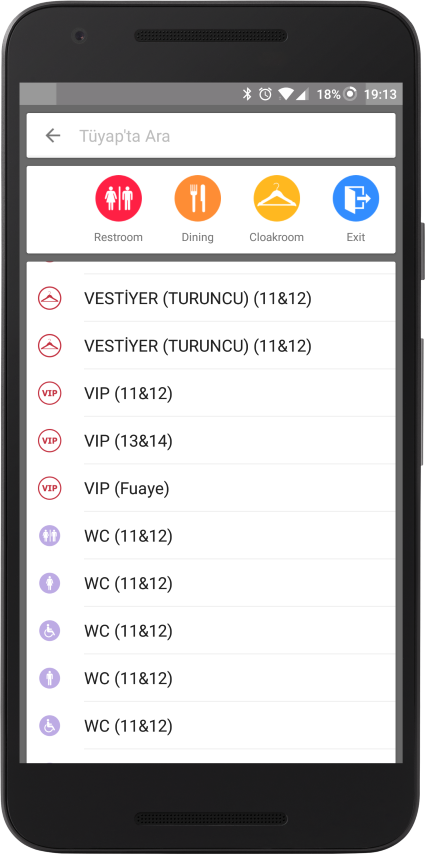 18% 19:13
Tüyap'ta Ara
Restroom Dining Cloakroom Exit
VESTİYER (TURUNCU) (11&12)
VESTİYER (TURUNCU) (11&12)
VIP VIP (11&12)
VIP VIP (13&14)
VIP VIP (Fuaye)
WC (11&12)
WC (11&12)
WC (11&12)
WC (11&12)
WC (11&12)